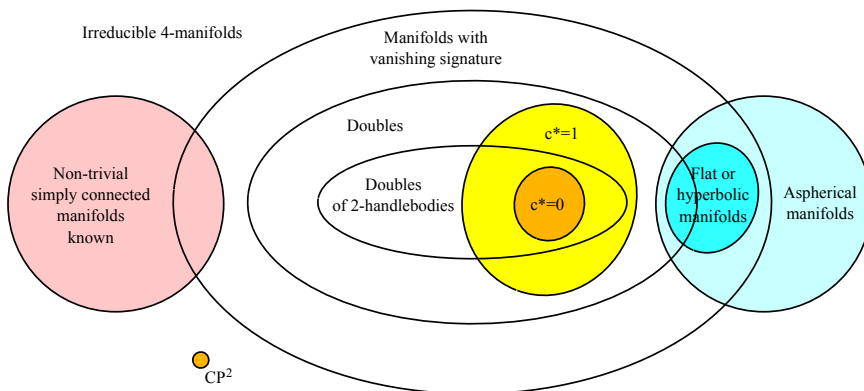 Irreducible 4-manifolds
Manifolds with
vanishing signature
Doubles
c*=1
Non-trivial
simply connected
manifolds
known
Doubles
of 2-handlebodies
c*=0
Flat or
hyperbolic
manifolds
Aspherical
manifolds
CP²